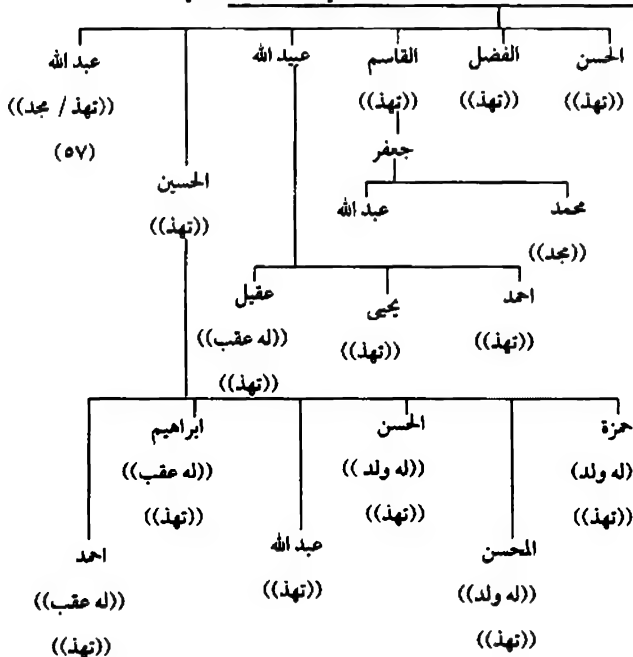 الحسن الفضل القاسم عبيد الله عبد الله
((تهذ)) ((تهذ)) ((تهذ)) ((تهذ / مجد))
(٥٧)
جعفر
الحسين
((تهذ))
محمد عبد الله
((مجد))
احمد يحيى عقيل
((تهذ)) ((تهذ)) ((له عقب))
((تهذ))
حمزة الحسن ابراهيم
(له ولد) ((له ولد)) ((له عقب))
((تهذ)) ((تهذ)) ((تهذ))
المحسن عبد الله احمد
((له ولد)) ((تهذ)) ((له عقب))
((تهذ)) ((تهذ))